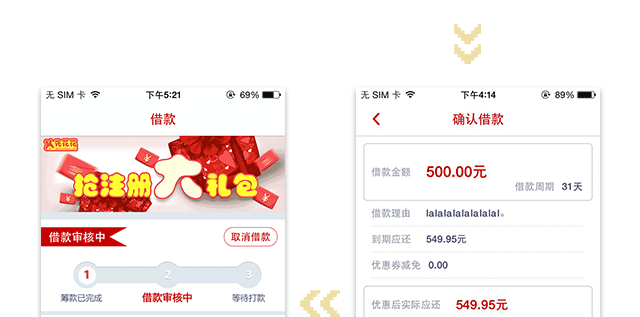 无 SIM 卡
下午5:21
69%
借款
抢注册大礼包
借款审核中
取消借款
1
2
3
筹款已完成
借款审核中
等待打款
无 SIM 卡
下午4:14
89%
确认借款
借款金额 500.00元
借款周期 31天
借款理由 lalalalalalalalal。
到期应还 549.95元
优惠券减免 0.00
优惠后实际应还 549.95元